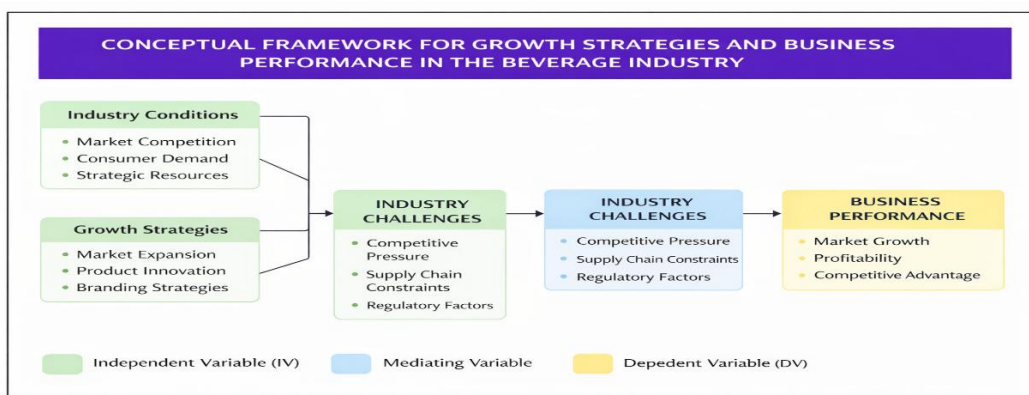 CONCEPTUAL FRAMEWORK FOR GROWTH STRATEGIES AND BUSINESS
PERFORMANCE IN THE BEVERAGE INDUSTRY
Industry Conditions
• Market Competition
• Consumer Demand
• Strategic Resources
Growth Strategies
• Market Expansion
• Product Innovation
• Branding Strategies
INDUSTRY
CHALLENGES
• Competitive
Pressure
• Supply Chain
Constraints
• Regulatory Factors
INDUSTRY
CHALLENGES
• Competitive Pressure
• Supply Chain Constraints
• Regulatory Factors
BUSINESS
PERFORMANCE
• Market Growth
• Profitability
• Competitive Advantage
Independent Variable (IV)
Mediating Variable
Depedent Variable (DV)